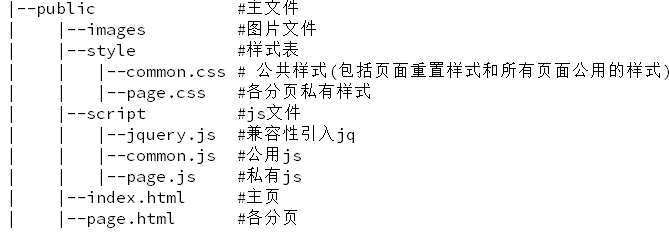 |--public              #主文件
|    |--images         #图片文件
|    |--style          #样式表
|    |    |--common.css # 公共样式(包括页面重置样式和所有页面公用的样式)
|    |    |--page.css   #各分页私有样式
|    |--script         #js文件
|    |    |--jquery.js  #兼容性引入jq
|    |    |--common.js  #公用js
|    |    |--page.js    #私有js
|    |--index.html     #主页
|    |--page.html      #各分页